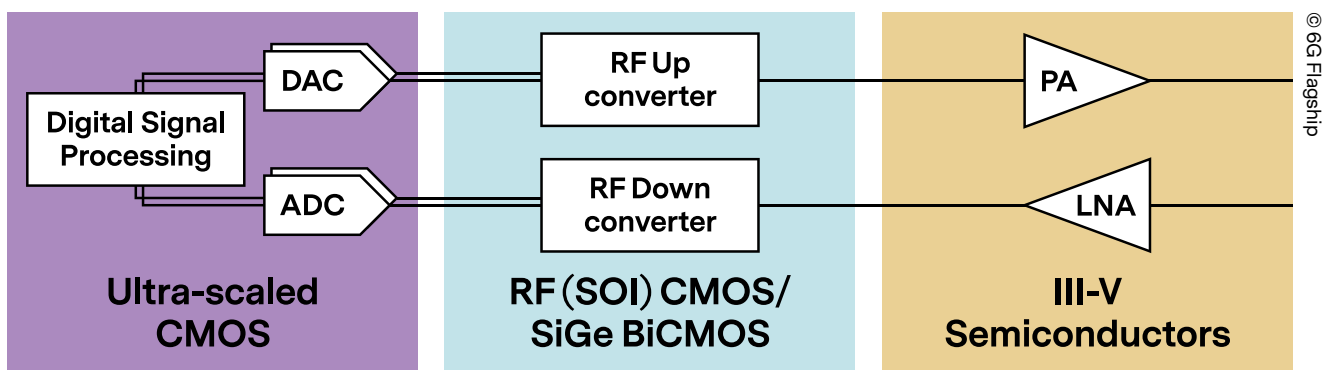 Digital Signal
Processing
DAC
ADC
Ultra-scaled
CMOS
RF Up
converter
RF Down
converter
RF (SOI) CMOS/
SiGe BiCMOS
PA
LNA
III-V
Semiconductors
© 6G Flagship